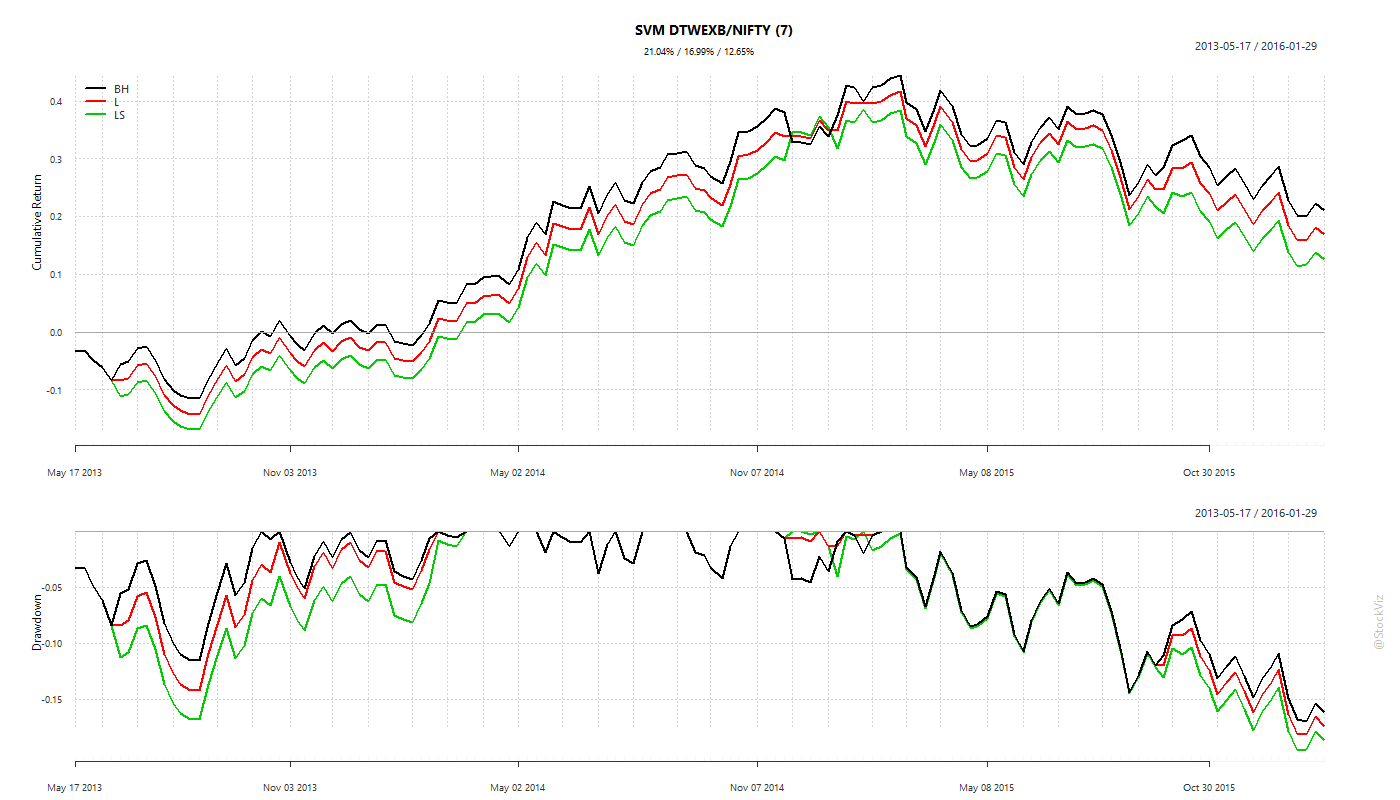 SVM DTWEXB/NIFTY (7)
21.04% / 16.99% / 12.65%
2013-05-17 / 2016-01-29
BH
L
LS
Cumulative Return
0.4
0.3
0.2
0.1
0.0
-0.1
May 17 2013
Nov 03 2013
May 02 2014
Nov 07 2014
May 08 2015
Oct 30 2015
2013-05-17 / 2016-01-29
Drawdown
-0.05
-0.10
-0.15
May 17 2013
Nov 03 2013
May 02 2014
Nov 07 2014
May 08 2015
Oct 30 2015
@StockViz